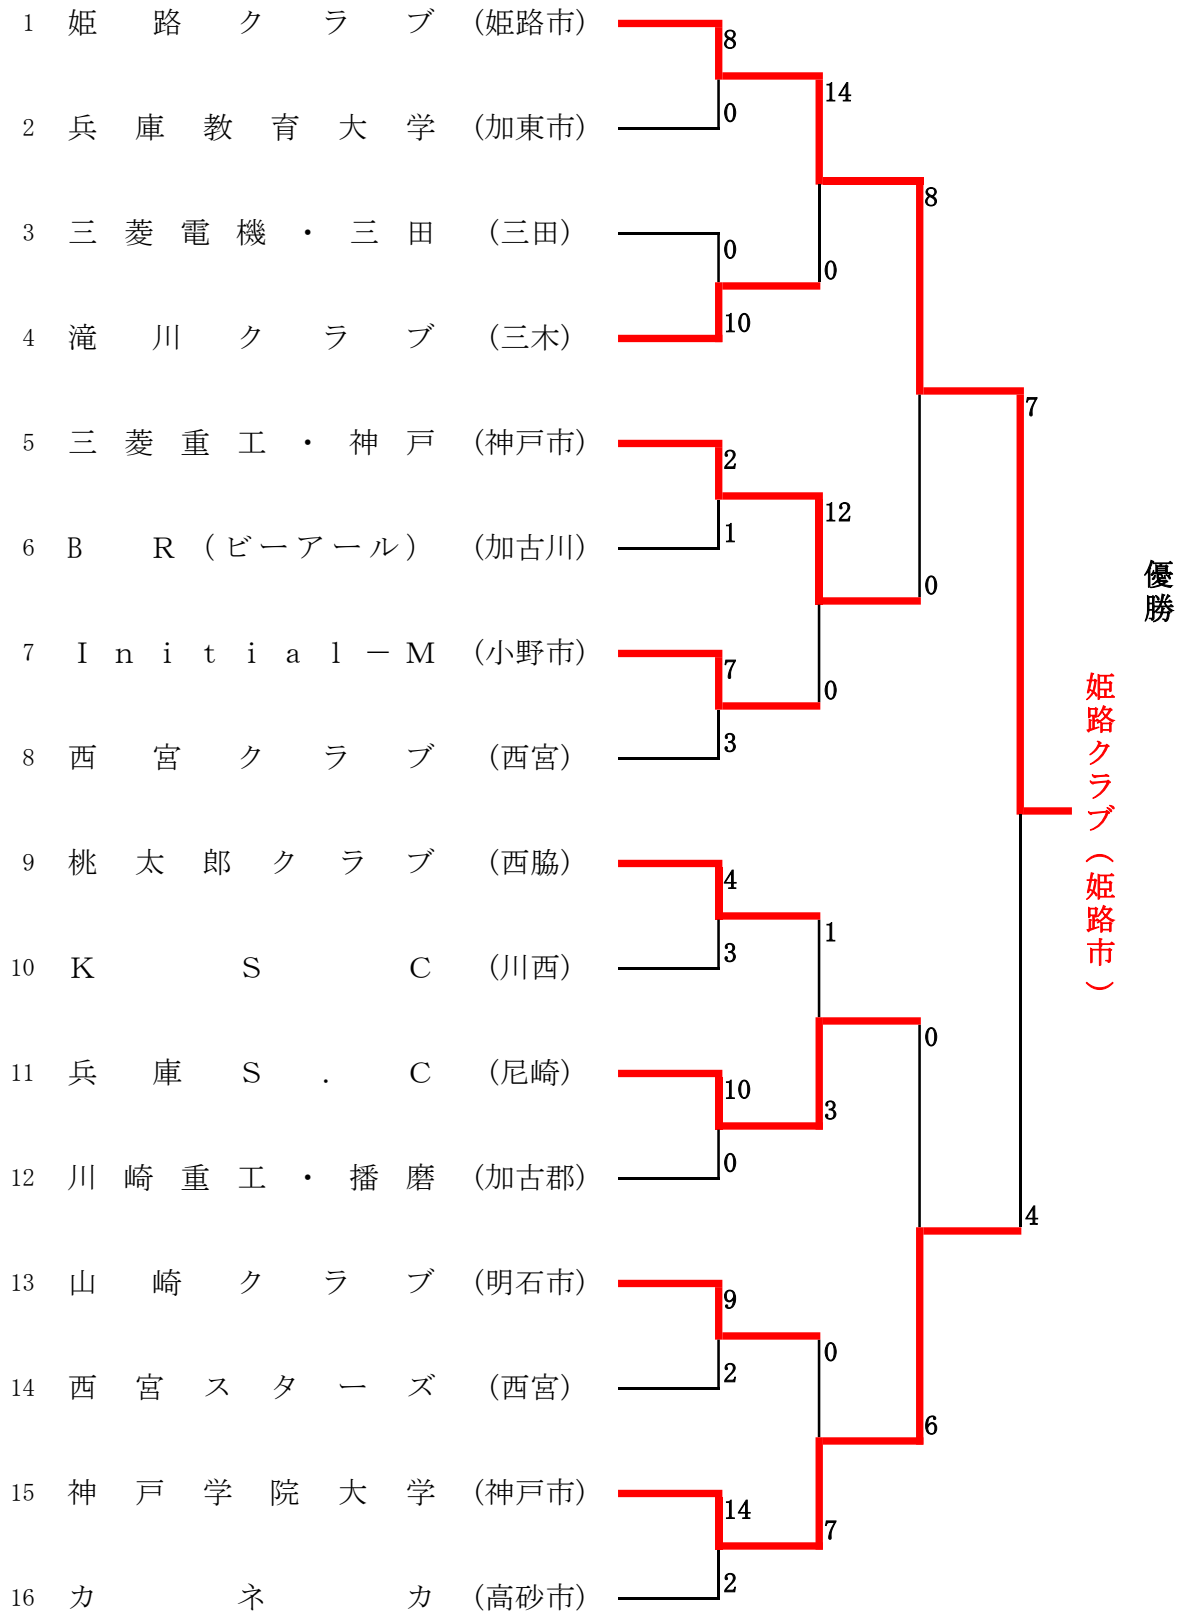 1 姫路クラブ (姫路市)
8
14
0
2 兵庫教育大学 (加東市)
8
3 三菱電機・三田 (三田)
0
0
10
4 滝川クラブ (三木)
7
5 三菱重工・神戸 (神戸市)
2
12
1
6 B R(ビーアール) (加古川)
0
7 Initial－M (小野市)
7
0
3
8 西宮クラブ (西宮)
優勝
姫路クラブ(姫路市)
9 桃太郎クラブ (西脇)
4
1
3
10 KSC (川西)
0
11 兵庫S.C (尼崎)
10
3
0
12 川崎重工・播磨 (加古郡)
4
13 山崎クラブ (明石市)
9
0
2
14 西宮スターズ (西宮)
6
15 神戸学院大学 (神戸市)
14
7
2
16 カネカ (高砂市)